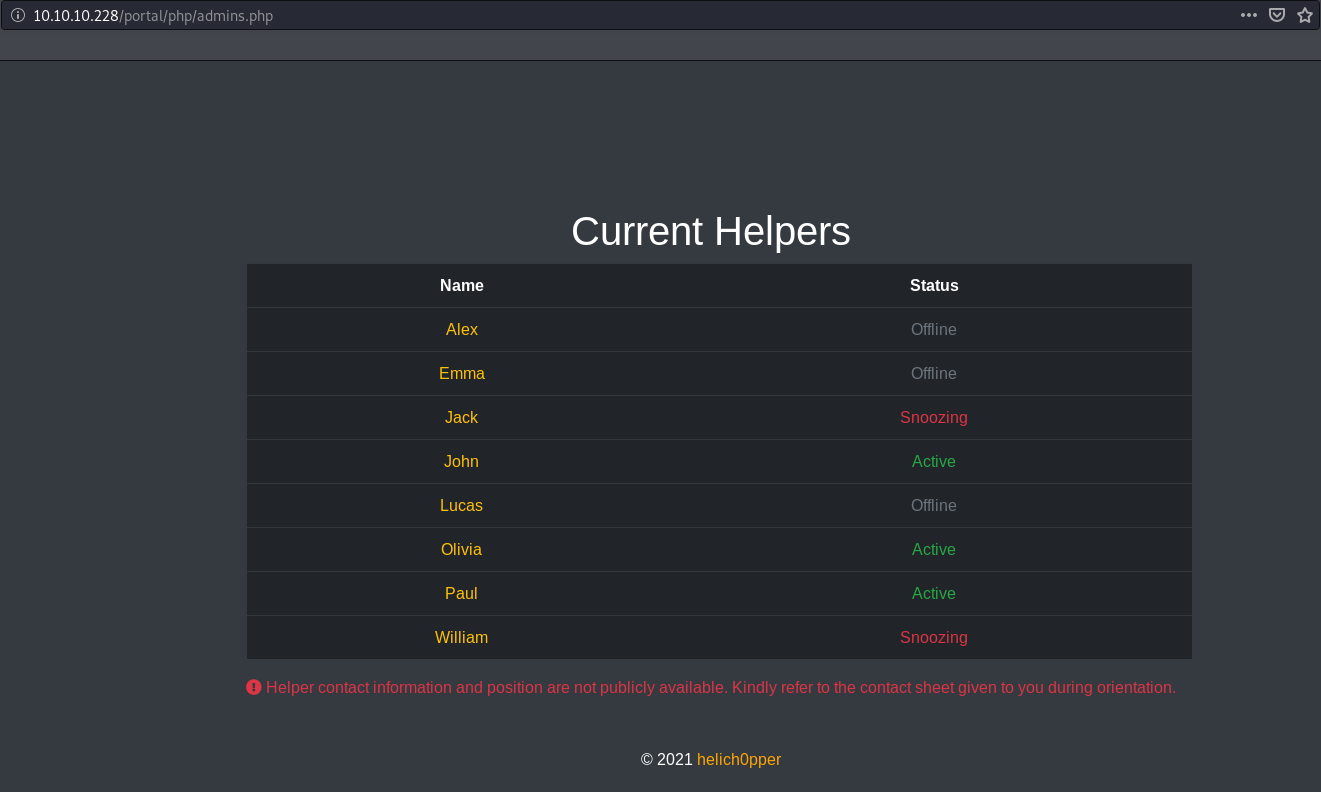 10.10.10.228/portal/php/admins.php
Current Helpers
Name Status
Alex Offline
Emma Offline
Jack Snoozing
John Active
Lucas Offline
Olivia Active
Paul Active
William Snoozing
Helper contact information and position are not publicly available. Kindly refer to the contact sheet given to you during orientation.
© 2021 helich0pper